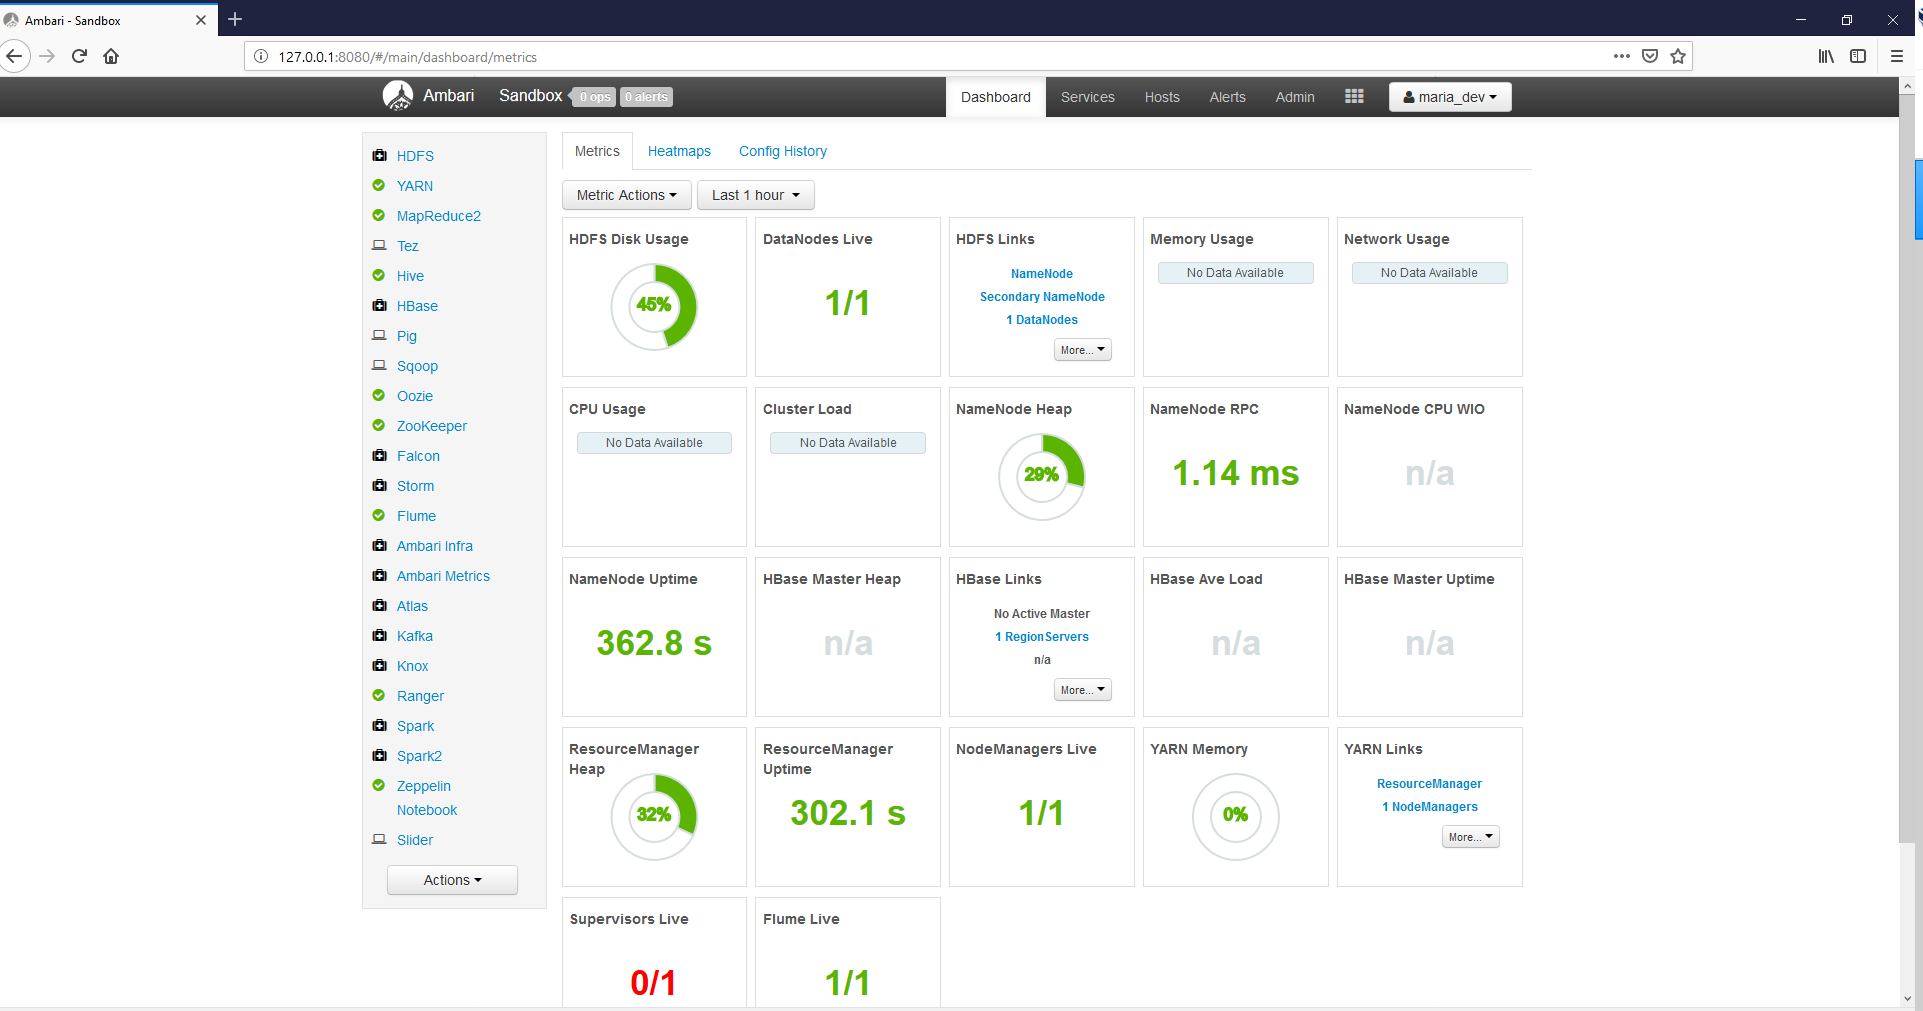 Ambari - Sandbox
127.0.0.1:8080/#/main/dashboard/metrics
Ambari Sandbox 0 ops 0 alerts Dashboard Services Hosts Alerts Admin maria_dev
HDFS
YARN
MapReduce2
Tez
Hive
HBase
Pig
Sqoop
Oozie
ZooKeeper
Falcon
Storm
Flume
Ambari Infra
Ambari Metrics
Atlas
Kafka
Knox
Ranger
Spark
Spark2
Zeppelin
Notebook
Slider
Actions
Metrics Heatmaps Config History
Metric Actions Last 1 hour
HDFS Disk Usage
45%
DataNodes Live
1/1
HDFS Links
NameNode
Secondary NameNode
1 DataNodes
More...
Memory Usage
No Data Available
Network Usage
No Data Available
CPU Usage
No Data Available
Cluster Load
No Data Available
NameNode Heap
29%
NameNode RPC
1.14 ms
NameNode CPU WIO
n/a
NameNode Uptime
362.8 s
HBase Master Heap
n/a
HBase Links
No Active Master
1 RegionServers
n/a
More...
HBase Ave Load
n/a
HBase Master Uptime
n/a
ResourceManager
Heap
32%
ResourceManager
Uptime
302.1 s
NodeManagers Live
1/1
YARN Memory
0%
YARN Links
ResourceManager
1 NodeManagers
More...
Supervisors Live
0/1
Flume Live
1/1